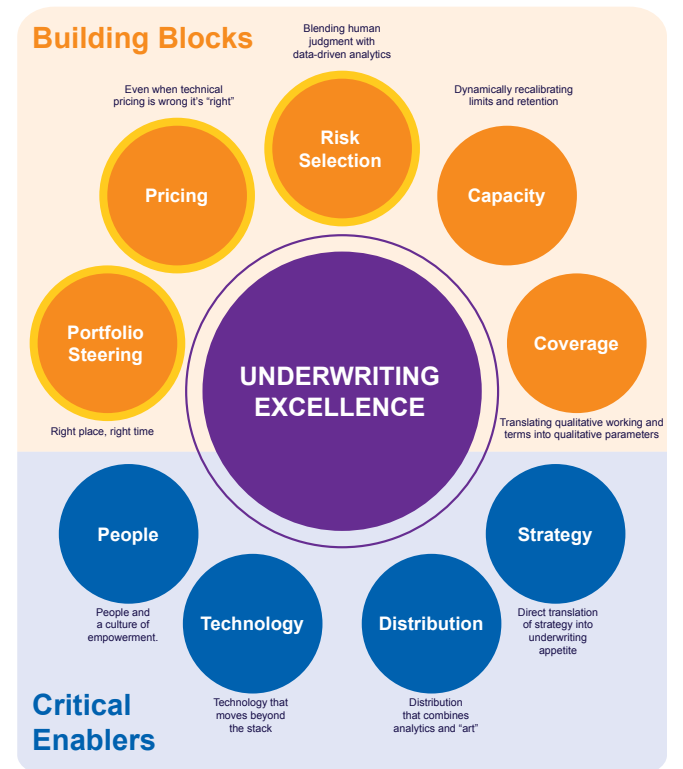 Building Blocks
Blending human
judgment with
data-driven analytics
Even when technical
pricing is wrong it's “right”
Dynamically recalibrating
limits and retention
Risk
Selection
Pricing
Capacity
Portfolio
Steering
Coverage
UNDERWRITING
EXCELLENCE
Right place, right time
Translating qualitative working and
terms into qualitative parameters
People
Strategy
People and
a culture of
empowerment.
Technology
Distribution
Direct translation
of strategy into
underwriting
appetite
Technology that
moves beyond
the stack
Distribution
that combines
analytics and “art”
Critical
Enablers